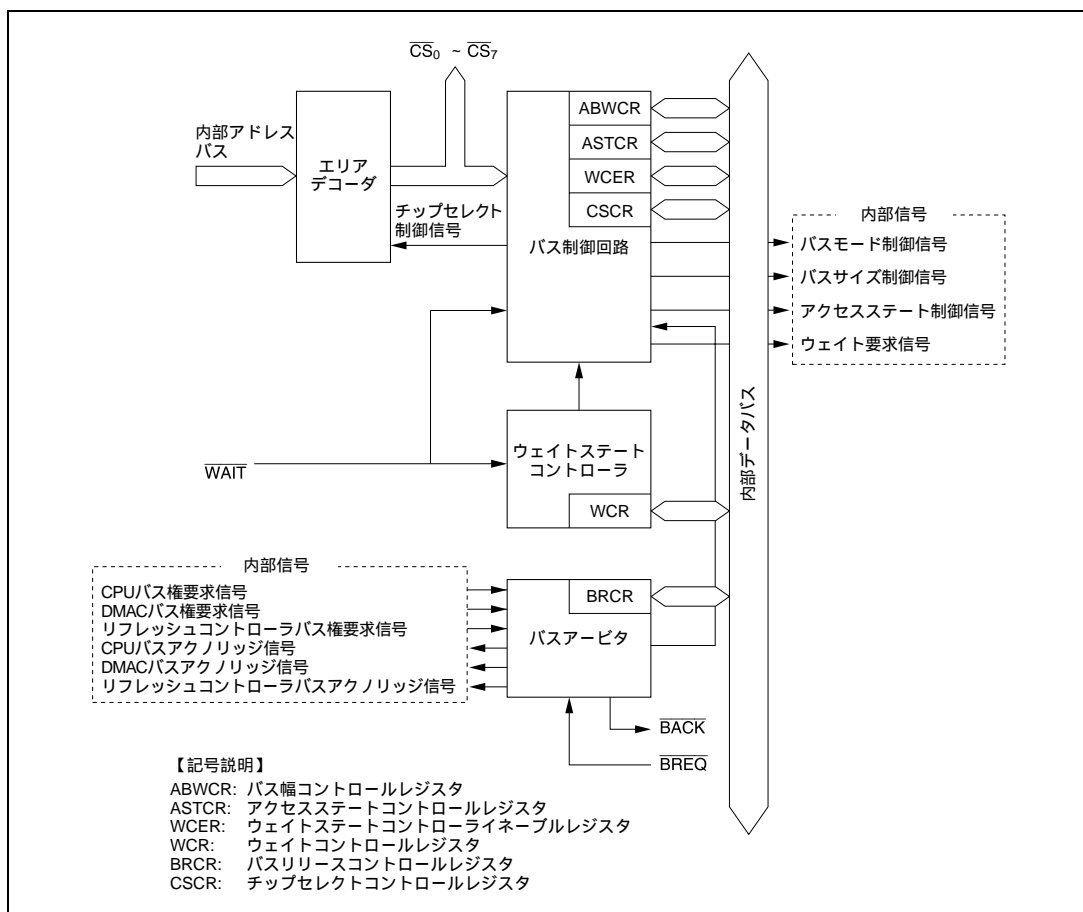 C̅S̅₀ ~ C̅S̅₇
内部アドレス
バス
エリア
デコーダ
チップセレクト
制御信号
ABWCR
ASTCR
WCER
CSCR
バス制御回路
内部信号
バスモード制御信号
バスサイズ制御信号
アクセスステート制御信号
ウェイト要求信号
内部データバス
W̅A̅I̅T̅
ウェイトステート
コントローラ
WCR
内部信号
CPUバス権要求信号
DMACバス権要求信号
リフレッシュコントローラバス権要求信号
CPUバスアクノリッジ信号
DMACバスアクノリッジ信号
リフレッシュコントローラバスアクノリッジ信号
BRCR
バスアービタ
B̅A̅C̅K̅
B̅R̅E̅Q̅
【記号説明】
ABWCR: バス幅コントロールレジスタ
ASTCR: アクセスステートコントロールレジスタ
WCER: ウェイトステートコントローライネーブルレジスタ
WCR: ウェイトコントロールレジスタ
BRCR: バスリリースコントロールレジスタ
CSCR: チップセレクトコントロールレジスタ